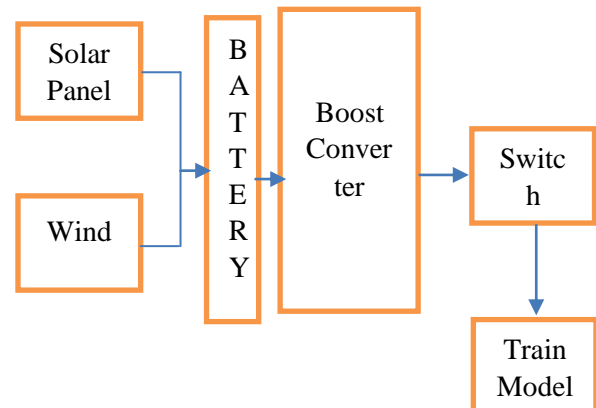 Solar
Panel
Wind
B
A
T
T
E
R
Y
Boost
Conver
ter
Switc
h
Train
Model